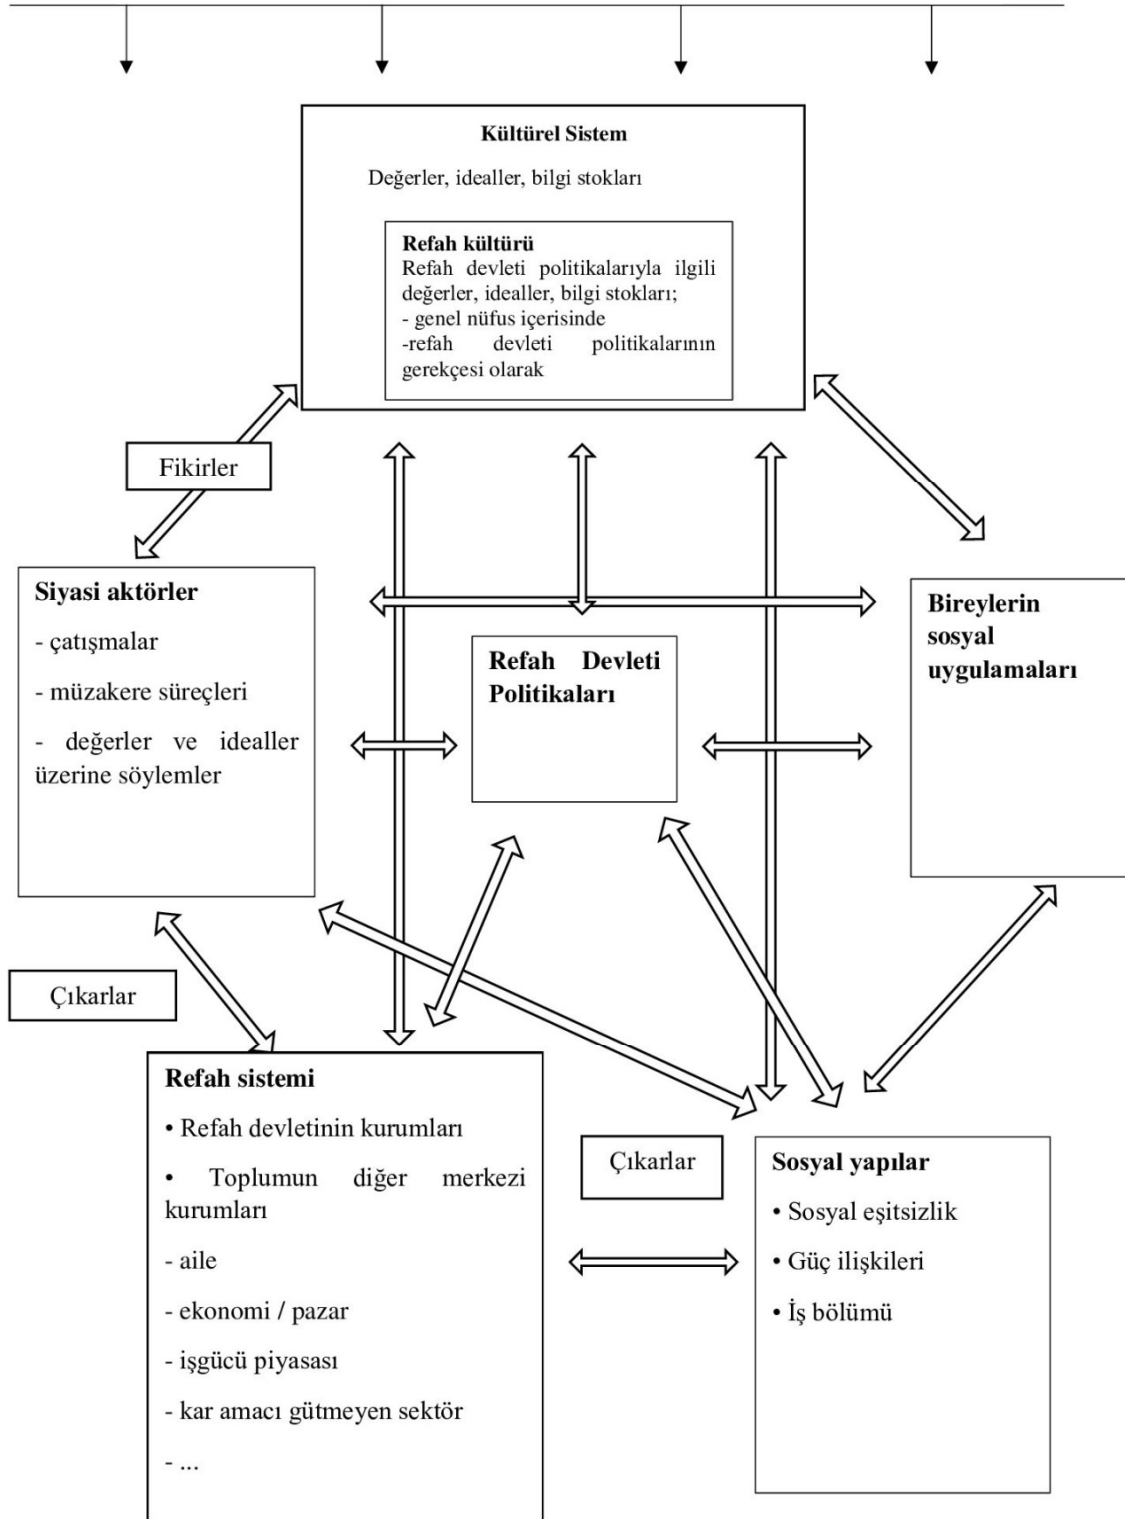 Kültürel Sistem
Değerler, idealler, bilgi stokları
Refah kültürü
Refah devleti politikalarıyla ilgili
değerler, idealler, bilgi stokları;
- genel nüfus içerisinde
-refah devleti politikalarının
gerekçesi olarak
Fikirler
Siyasi aktörler
- çatışmalar
- müzakere süreçleri
- değerler ve idealler
üzerine söylemler
Refah Devleti
Politikaları
Bireylerin
sosyal
uygulamaları
Çıkarlar
Refah sistemi
• Refah devletinin kurumları
• Toplumun diğer merkezi
kurumları
- aile
- ekonomi / pazar
- işgücü piyasası
- kar amacı gütmeyen sektör
- ...
Çıkarlar
Sosyal yapılar
• Sosyal eşitsizlik
• Güç ilişkileri
• İş bölümü